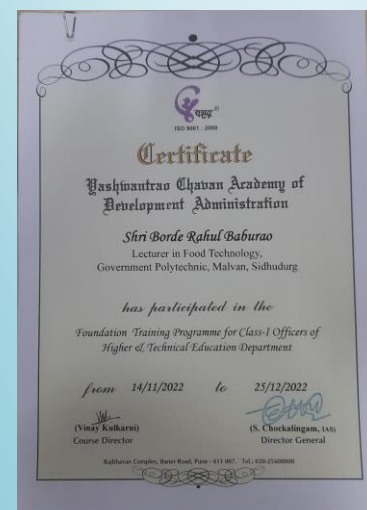 यशदा
ISO 9001 : 2008
Certificate
Yashwantrao Chavan Academy of
Development Administration
Shri Borde Rahul Baburao
Lecturer in Food Technology,
Government Polytechnic, Malvan, Sidhudurg
has participated in the
Foundation Training Programme for Class-I Officers of
Higher & Technical Education Department
from 14/11/2022 to 25/12/2022
(Vinay Kulkarni) (S. Chockalingam, IAS)
Course Director Director General
Rajbhavan Complex, Baner Road, Pune - 411 007. Tel.: 020-25608000